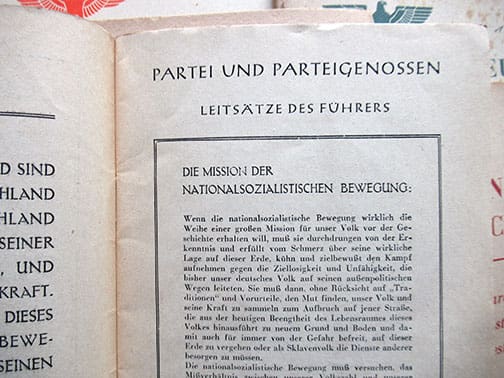 D SIND
HLAND
HLAND
SEINER
, UND
KRAFT.
DIESES
BEWE-
SEINEN
PARTEI UND PARTEIGENOSSEN
LEITSÄTZE DES FÜHRERS
DIE MISSION DER
NATIONALSOZIALISTISCHEN BEWEGUNG:
Wenn die nationalsozialistische Bewegung wirklich die
Weihe einer großen Mission für unser Volk vor der Ge-
schichte erhalten will, muß sie durchdrungen von der Er-
kenntnis und erfüllt vom Schmerz über seine wirkliche
Lage auf dieser Erde, kühn und zielbewußt den Kampf
aufnehmen gegen die Ziellosigkeit und Unfähigkeit, die
bisher unser deutsches Volk auf seinen außenpolitischen
Wegen leiteten. Sie muß dann, ohne Rücksicht auf „Tra-
ditionen“ und Vorurteile, den Mut finden, unser Volk und
seine Kraft zu sammeln zum Aufbruch auf jener Straße,
die aus der heutigen Beengtheit des Lebensraumes dieses
Volkes hinausführt zu neuem Grund und Boden und da-
mit auch für immer von der Gefahr befreit, auf dieser
Erde zu vergehen oder als Sklavenvolk die Dienste anderer
besorgen zu müssen.
Die nationalsozialistische Bewegung muß versuchen, das
Mißverhältnis zwischen unserer Volkszahl und unserer